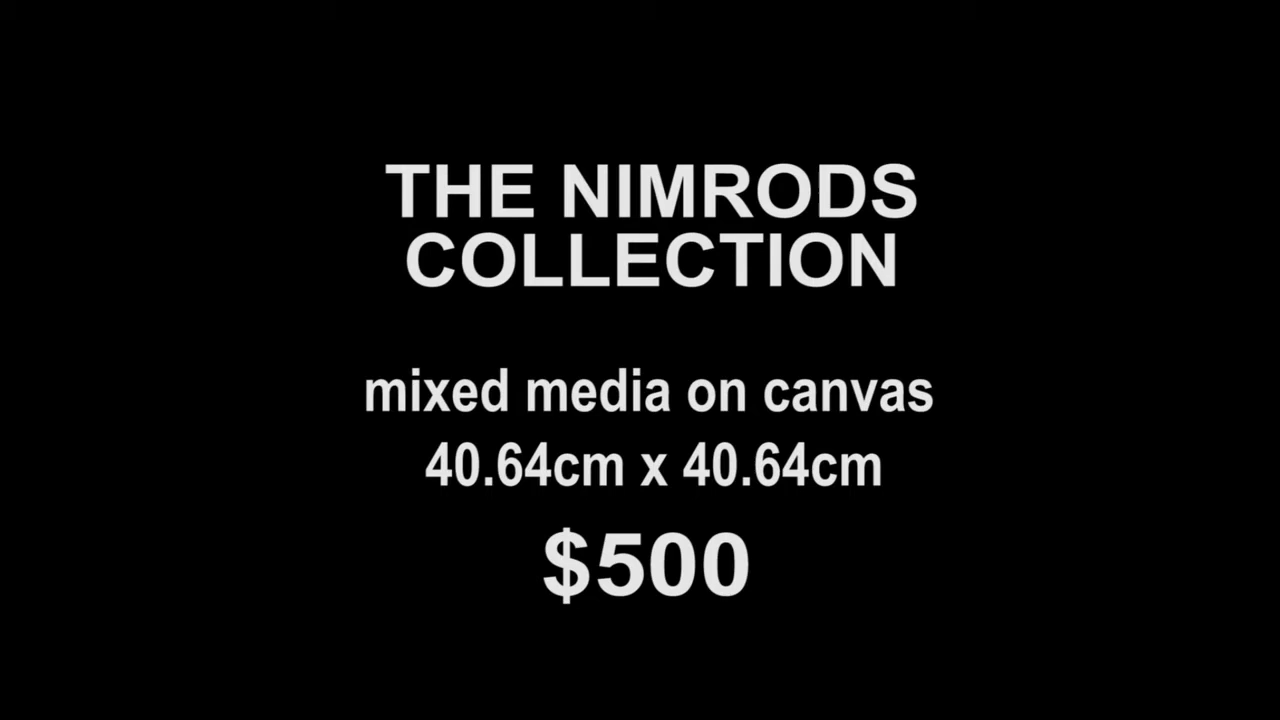 THE NIMRODS
COLLECTION
mixed media on canvas
40.64cm x 40.64cm
$500